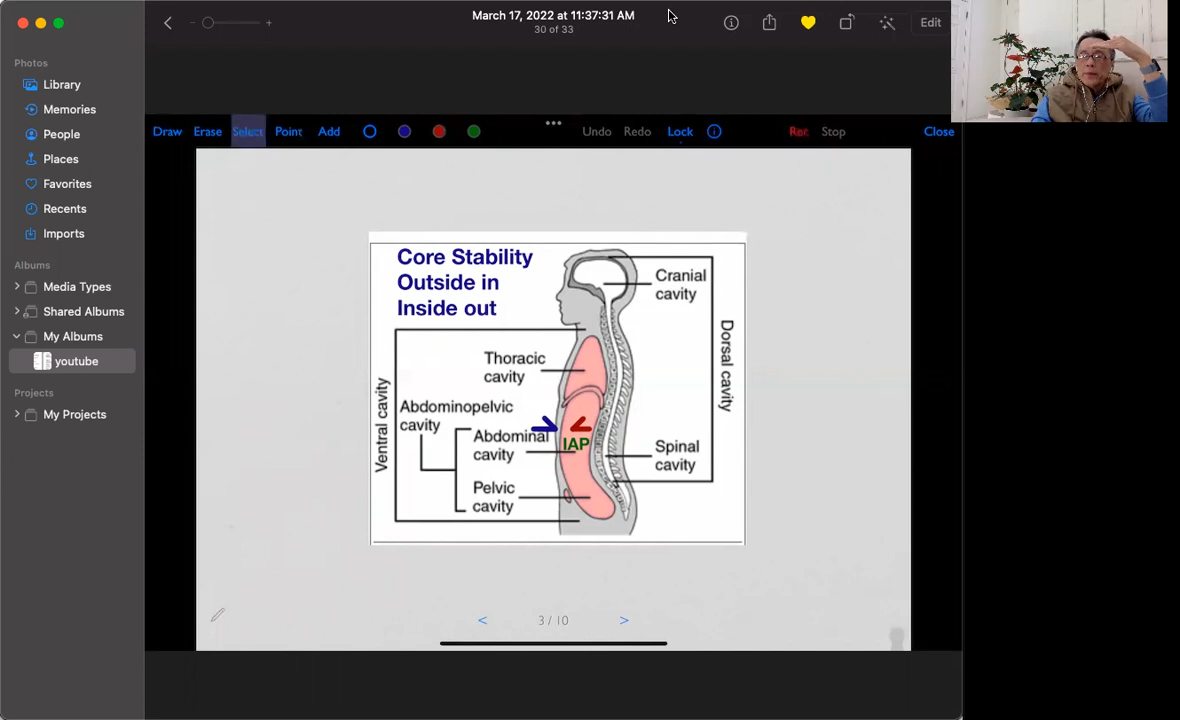 March 17, 2022 at 11:37:31 AM
30 of 33
Edit
Photos
Library
Memories
People
Places
Favorites
Recents
Imports
Albums
Media Types
Shared Albums
My Albums
youtube
Projects
My Projects
Draw Erase Select Point Add Undo Redo Lock Rec Stop Close
Core Stability
Outside in
Inside out
Cranial
cavity
Thoracic
cavity
Dorsal cavity
Ventral cavity
Abdominopelvic
cavity
Abdominal
cavity
IAP
Spinal
cavity
Pelvic
cavity
< 3 / 10 >